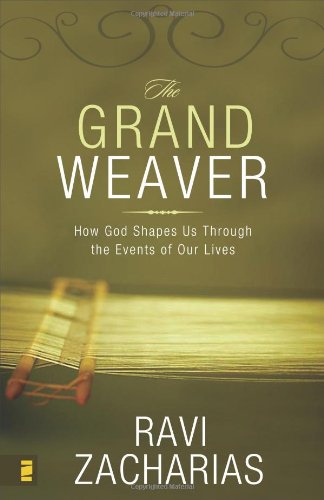 The
GRAND
WEAVER
How God Shapes Us Through
the Events of Our Lives
RAVI
ZACHARIAS